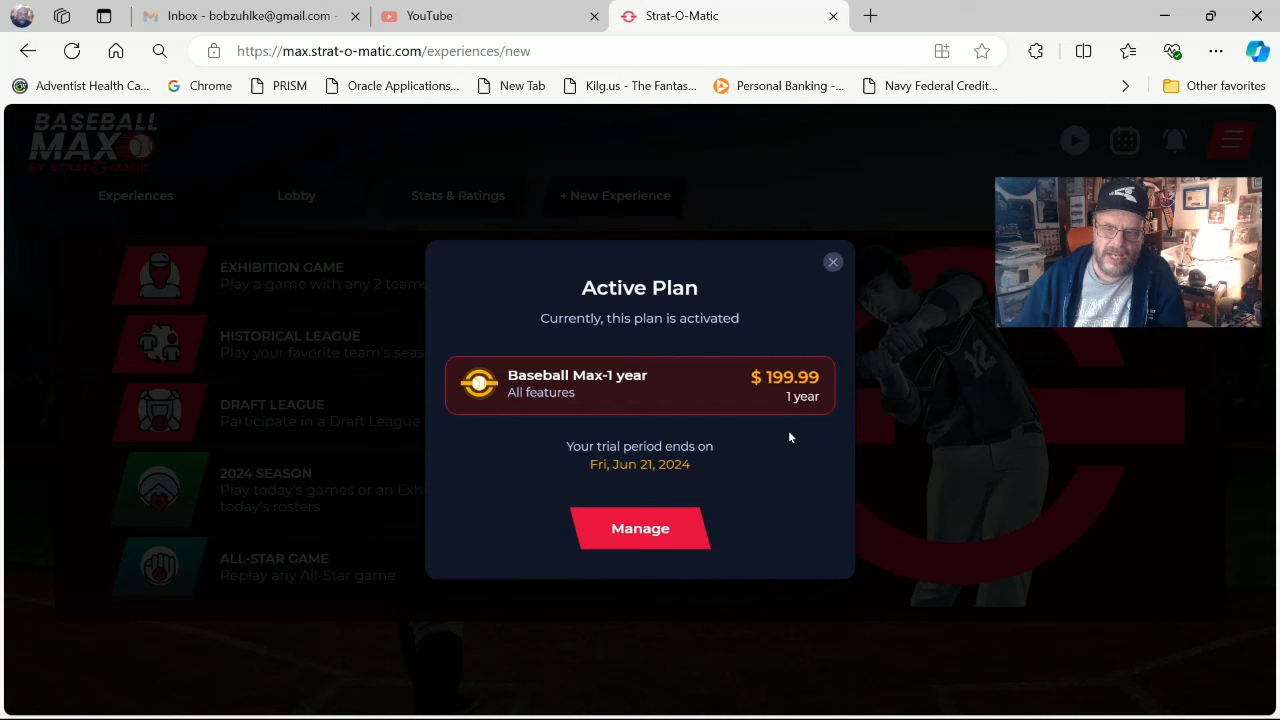 Inbox - bobzuhlke@gmail.com -
YouTube
Strat-O-Matic
https://max.strat-o-matic.com/experiences/new
Adventist Health Ca...
Chrome
PRISM
Oracle Applications...
New Tab
Kilg.us - The Fantas...
Personal Banking -...
Navy Federal Credit...
Other favorites
BASEBALL
MAX
BY STRAT-O-MATIC
Experiences
Lobby
Stats & Ratings
+ New Experience
EXHIBITION GAME
Play a game with any 2 teams
HISTORICAL LEAGUE
Play your favorite team's seas
DRAFT LEAGUE
Participate in a Draft League
2024 SEASON
Play today's games or an Exh
today's rosters
ALL-STAR GAME
Replay any All-Star game
Active Plan
Currently, this plan is activated
Baseball Max-1 year
$ 199.99
All features
1 year
Your trial period ends on
Fri, Jun 21, 2024
Manage
12